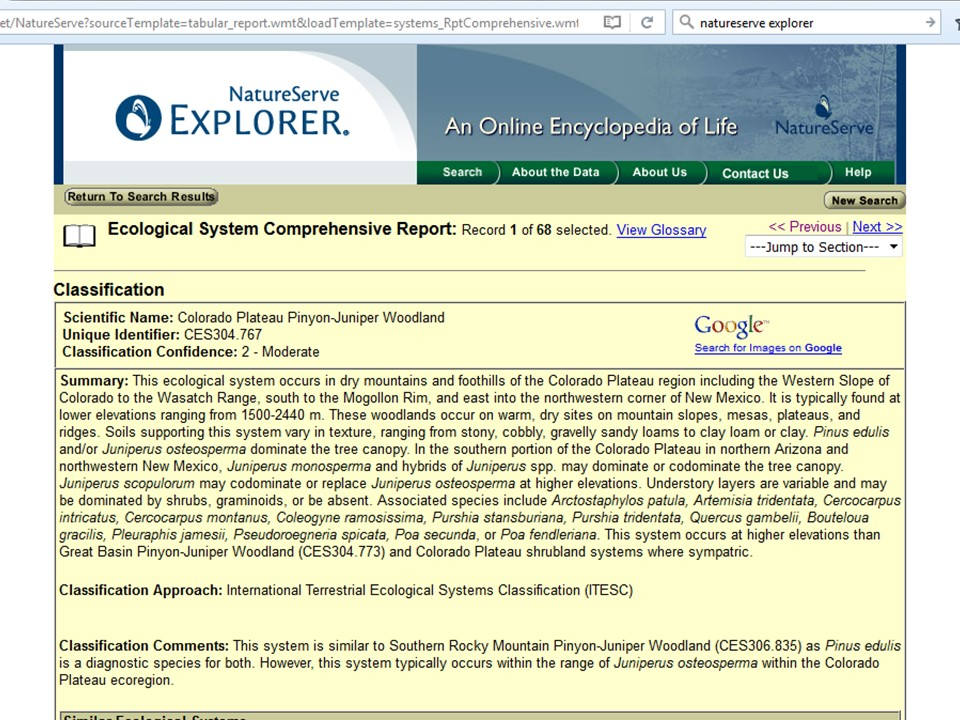 et/NatureServe?sourceTemplate=tabular_report.wmt&loadTemplate=systems_RptComprehensive.wmt
natureserve explorer
NatureServe
EXPLORER.
An Online Encyclopedia of Life
NatureServe
Search
About the Data
About Us
Contact Us
Help
Return To Search Results
New Search
Ecological System Comprehensive Report: Record 1 of 68 selected. View Glossary
<< Previous | Next >>
---Jump to Section---
Classification
Scientific Name: Colorado Plateau Pinyon-Juniper Woodland
Unique Identifier: CES304.767
Classification Confidence: 2 - Moderate
Google™
Search for Images on Google
Summary: This ecological system occurs in dry mountains and foothills of the Colorado Plateau region including the Western Slope of
Colorado to the Wasatch Range, south to the Mogollon Rim, and east into the northwestern corner of New Mexico. It is typically found at
lower elevations ranging from 1500-2440 m. These woodlands occur on warm, dry sites on mountain slopes, mesas, plateaus, and
ridges. Soils supporting this system vary in texture, ranging from stony, cobbly, gravelly sandy loams to clay loam or clay. Pinus edulis
and/or Juniperus osteosperma dominate the tree canopy. In the southern portion of the Colorado Plateau in northern Arizona and
northwestern New Mexico, Juniperus monosperma and hybrids of Juniperus spp. may dominate or codominate the tree canopy.
Juniperus scopulorum may codominate or replace Juniperus osteosperma at higher elevations. Understory layers are variable and may
be dominated by shrubs, graminoids, or be absent. Associated species include Arctostaphylos patula, Artemisia tridentata, Cercocarpus
intricatus, Cercocarpus montanus, Coleogyne ramosissima, Purshia stansburiana, Purshia tridentata, Quercus gambelii, Bouteloua
gracilis, Pleuraphis jamesii, Pseudoroegneria spicata, Poa secunda, or Poa fendleriana. This system occurs at higher elevations than
Great Basin Pinyon-Juniper Woodland (CES304.773) and Colorado Plateau shrubland systems where sympatric.
Classification Approach: International Terrestrial Ecological Systems Classification (ITESC)
Classification Comments: This system is similar to Southern Rocky Mountain Pinyon-Juniper Woodland (CES306.835) as Pinus edulis
is a diagnostic species for both. However, this system typically occurs within the range of Juniperus osteosperma within the Colorado
Plateau ecoregion.
Similar Ecological Systems